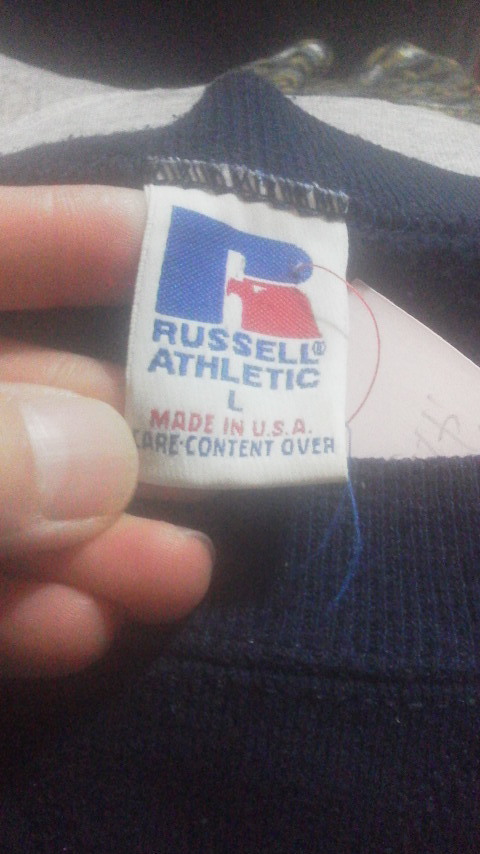 RUSSELL®
ATHLETIC
L
MADE IN U.S.A.
CARE·CONTENT OVER